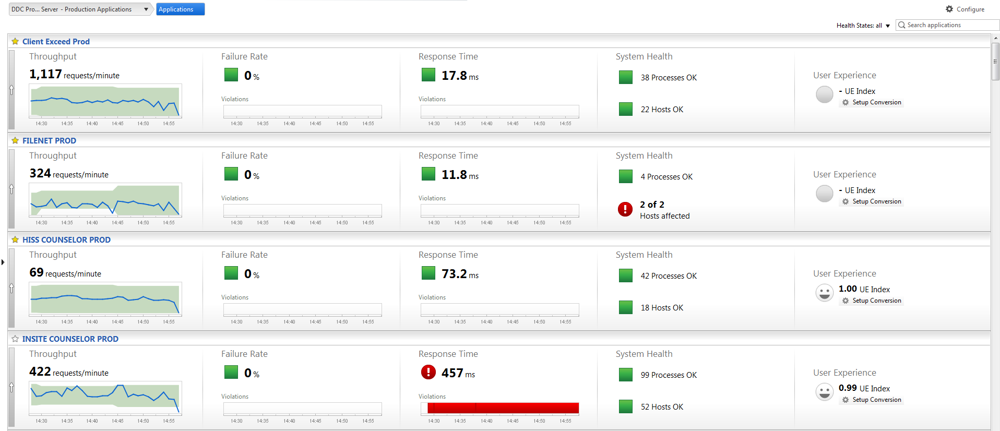 DDC Pro... Server - Production Applications
Applications
Configure
Health States: all
Search applications
Client Exceed Prod
Throughput
1,117 requests/minute
14:30 14:35 14:40 14:45 14:50 14:55
Failure Rate
0 %
Violations
14:30 14:35 14:40 14:45 14:50 14:55
Response Time
17.8 ms
Violations
14:30 14:35 14:40 14:45 14:50 14:55
System Health
38 Processes OK
22 Hosts OK
User Experience
- UE Index
Setup Conversion
FILENET PROD
Throughput
324 requests/minute
14:30 14:35 14:40 14:45 14:50 14:55
Failure Rate
0 %
Violations
14:30 14:35 14:40 14:45 14:50 14:55
Response Time
11.8 ms
Violations
14:30 14:35 14:40 14:45 14:50 14:55
System Health
4 Processes OK
2 of 2
Hosts affected
User Experience
- UE Index
Setup Conversion
HISS COUNSELOR PROD
Throughput
69 requests/minute
14:30 14:35 14:40 14:45 14:50 14:55
Failure Rate
0 %
Violations
14:30 14:35 14:40 14:45 14:50 14:55
Response Time
73.2 ms
Violations
14:30 14:35 14:40 14:45 14:50 14:55
System Health
42 Processes OK
18 Hosts OK
User Experience
1.00 UE Index
Setup Conversion
INSITE COUNSELOR PROD
Throughput
422 requests/minute
14:30 14:35 14:40 14:45 14:50 14:55
Failure Rate
0 %
Violations
14:30 14:35 14:40 14:45 14:50 14:55
Response Time
457 ms
Violations
14:30 14:35 14:40 14:45 14:50 14:55
System Health
99 Processes OK
52 Hosts OK
User Experience
0.99 UE Index
Setup Conversion